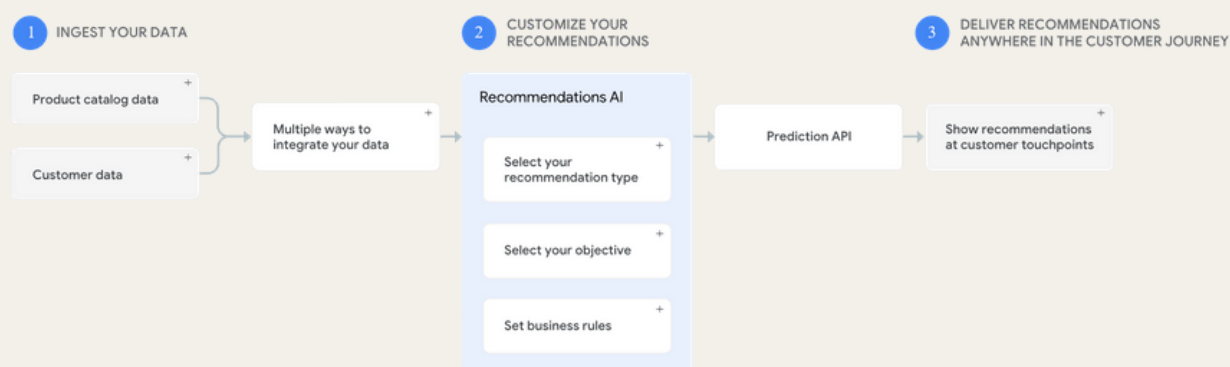 1 INGEST YOUR DATA
2 CUSTOMIZE YOUR
RECOMMENDATIONS
3 DELIVER RECOMMENDATIONS
ANYWHERE IN THE CUSTOMER JOURNEY
Product catalog data +
Customer data +
Multiple ways to +
integrate your data
Recommendations AI
Select your +
recommendation type
Select your objective +
Set business rules +
Prediction API
Show recommendations +
at customer touchpoints